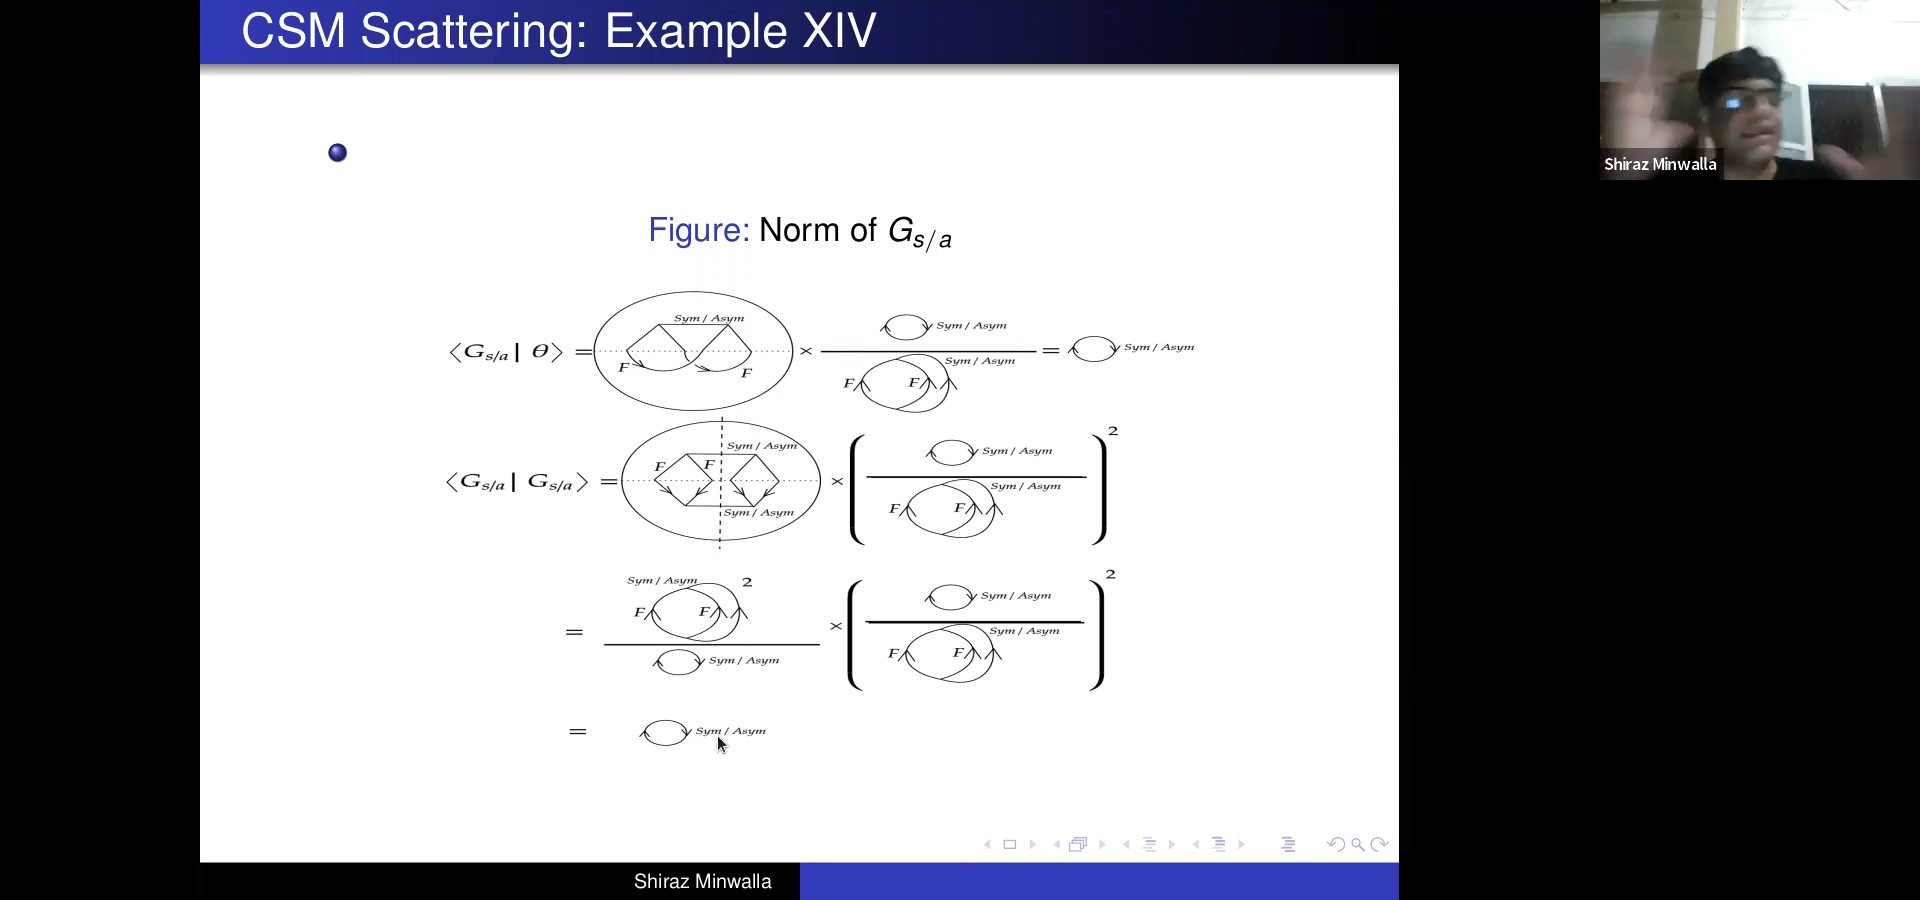 CSM Scattering: Example XIV
Shiraz Minwalla
Figure: Norm of G_{s/a}
⟨G_{s/a} | θ⟩ = Sym / Asym F F × Sym / Asym Sym / Asym F F = Sym / Asym
⟨G_{s/a} | G_{s/a}⟩ = F F Sym / Asym Sym / Asym × ( Sym / Asym Sym / Asym F F )²
= Sym / Asym F F 2 Sym / Asym × ( Sym / Asym Sym / Asym F F )²
= Sym / Asym
Shiraz Minwalla